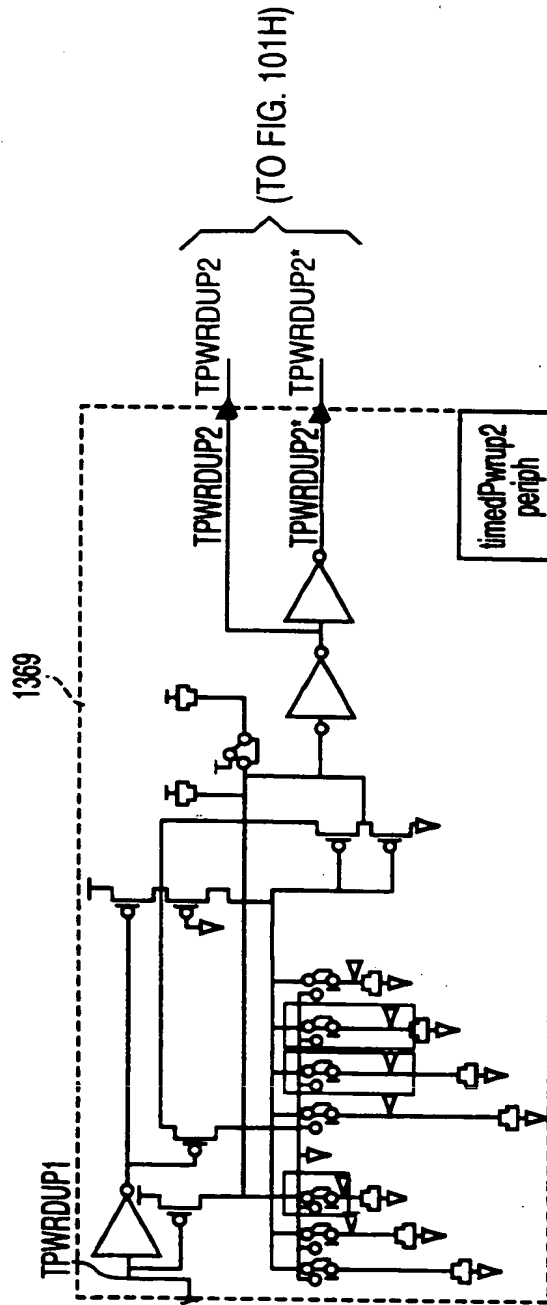 1369
TPWRDUP1
TPWRDUP2
TPWRDUP2
TPWRDUP2*
TPWRDUP2*
(TO FIG. 101H)
timedPwrup2
periph